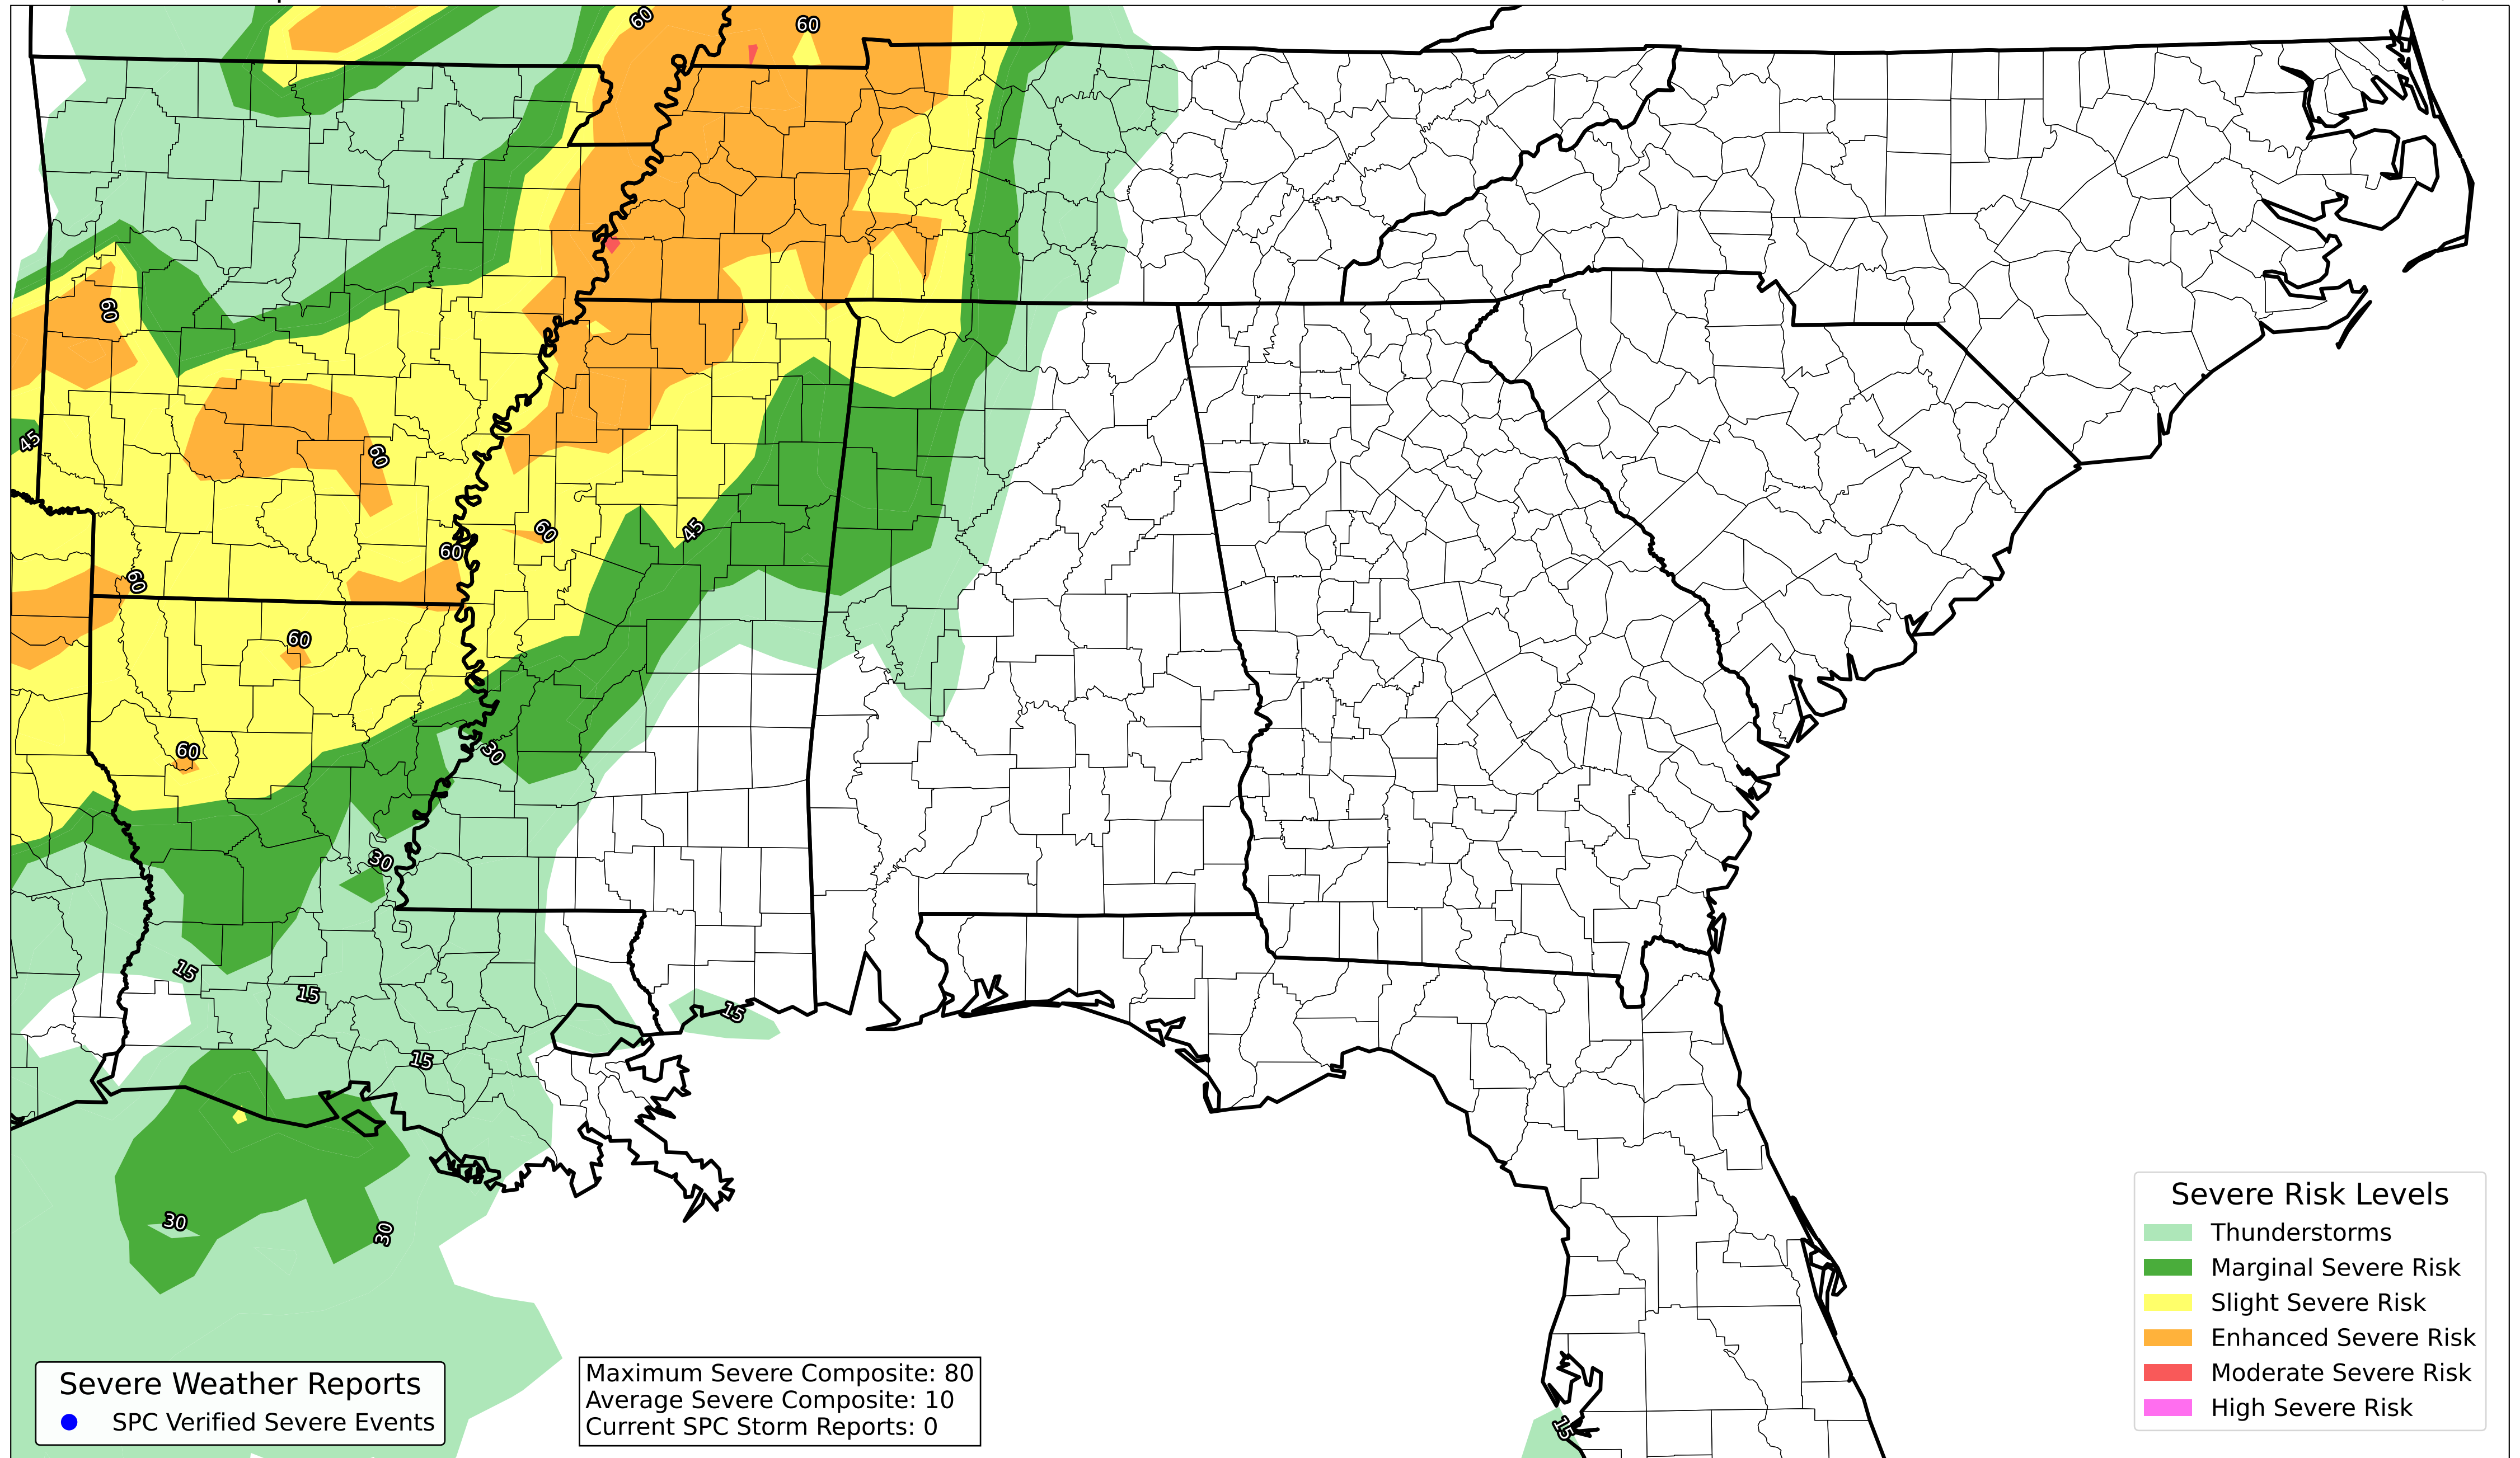 60
60
60
45
60
60
45
60
60
60
60
30
30
15
15
15
15
30
30
15
Severe Risk Levels
Thunderstorms
Marginal Severe Risk
Slight Severe Risk
Enhanced Severe Risk
Moderate Severe Risk
High Severe Risk
Severe Weather Reports
SPC Verified Severe Events
Maximum Severe Composite: 80
Average Severe Composite: 10
Current SPC Storm Reports: 0